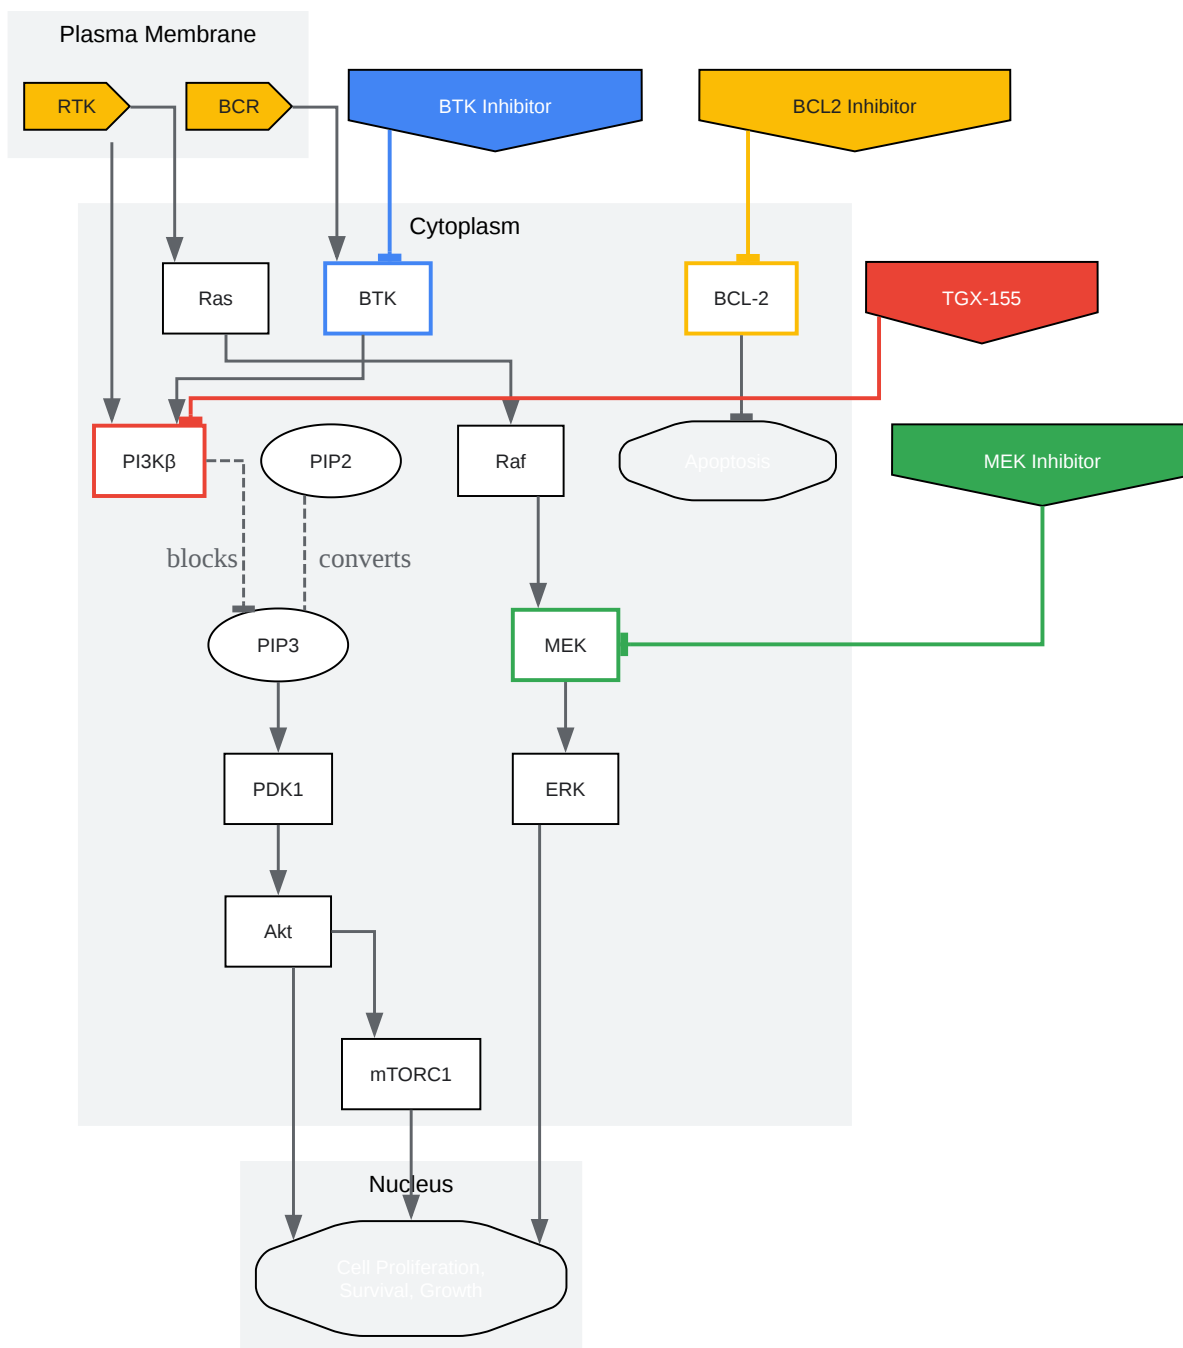 Plasma Membrane
RTK
BCR
BTK Inhibitor
BCL2 Inhibitor
Cytoplasm
Ras
BTK
BCL-2
TGX-155
PI3Kβ
PIP2
Raf
Apoptosis
MEK Inhibitor
blocks
converts
PIP3
MEK
PDK1
ERK
Akt
mTORC1
Nucleus
Cell Proliferation,
Survival, Growth